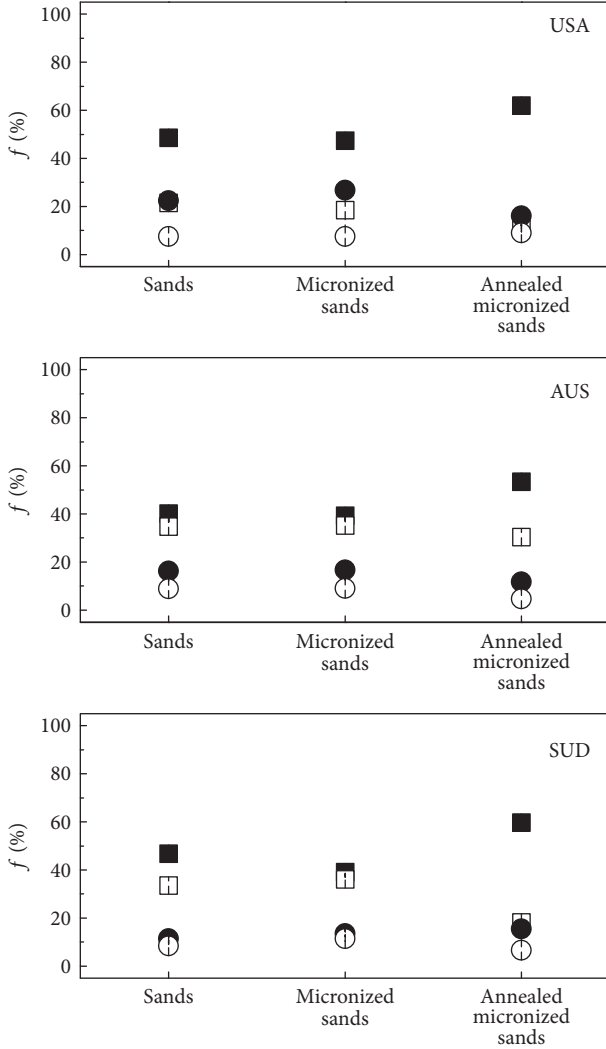 100
USA
80
60
f (%)
40
20
0
Sands
Micronized
sands
Annealed
micronized
sands
100
AUS
80
60
f (%)
40
20
0
Sands
Micronized
sands
Annealed
micronized
sands
100
SUD
80
60
f (%)
40
20
0
Sands
Micronized
sands
Annealed
micronized
sands